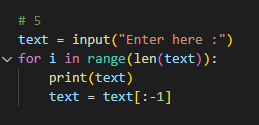 # 5
text = input("Enter here :")
for i in range(len(text)):
    print(text)
    text = text[:-1]